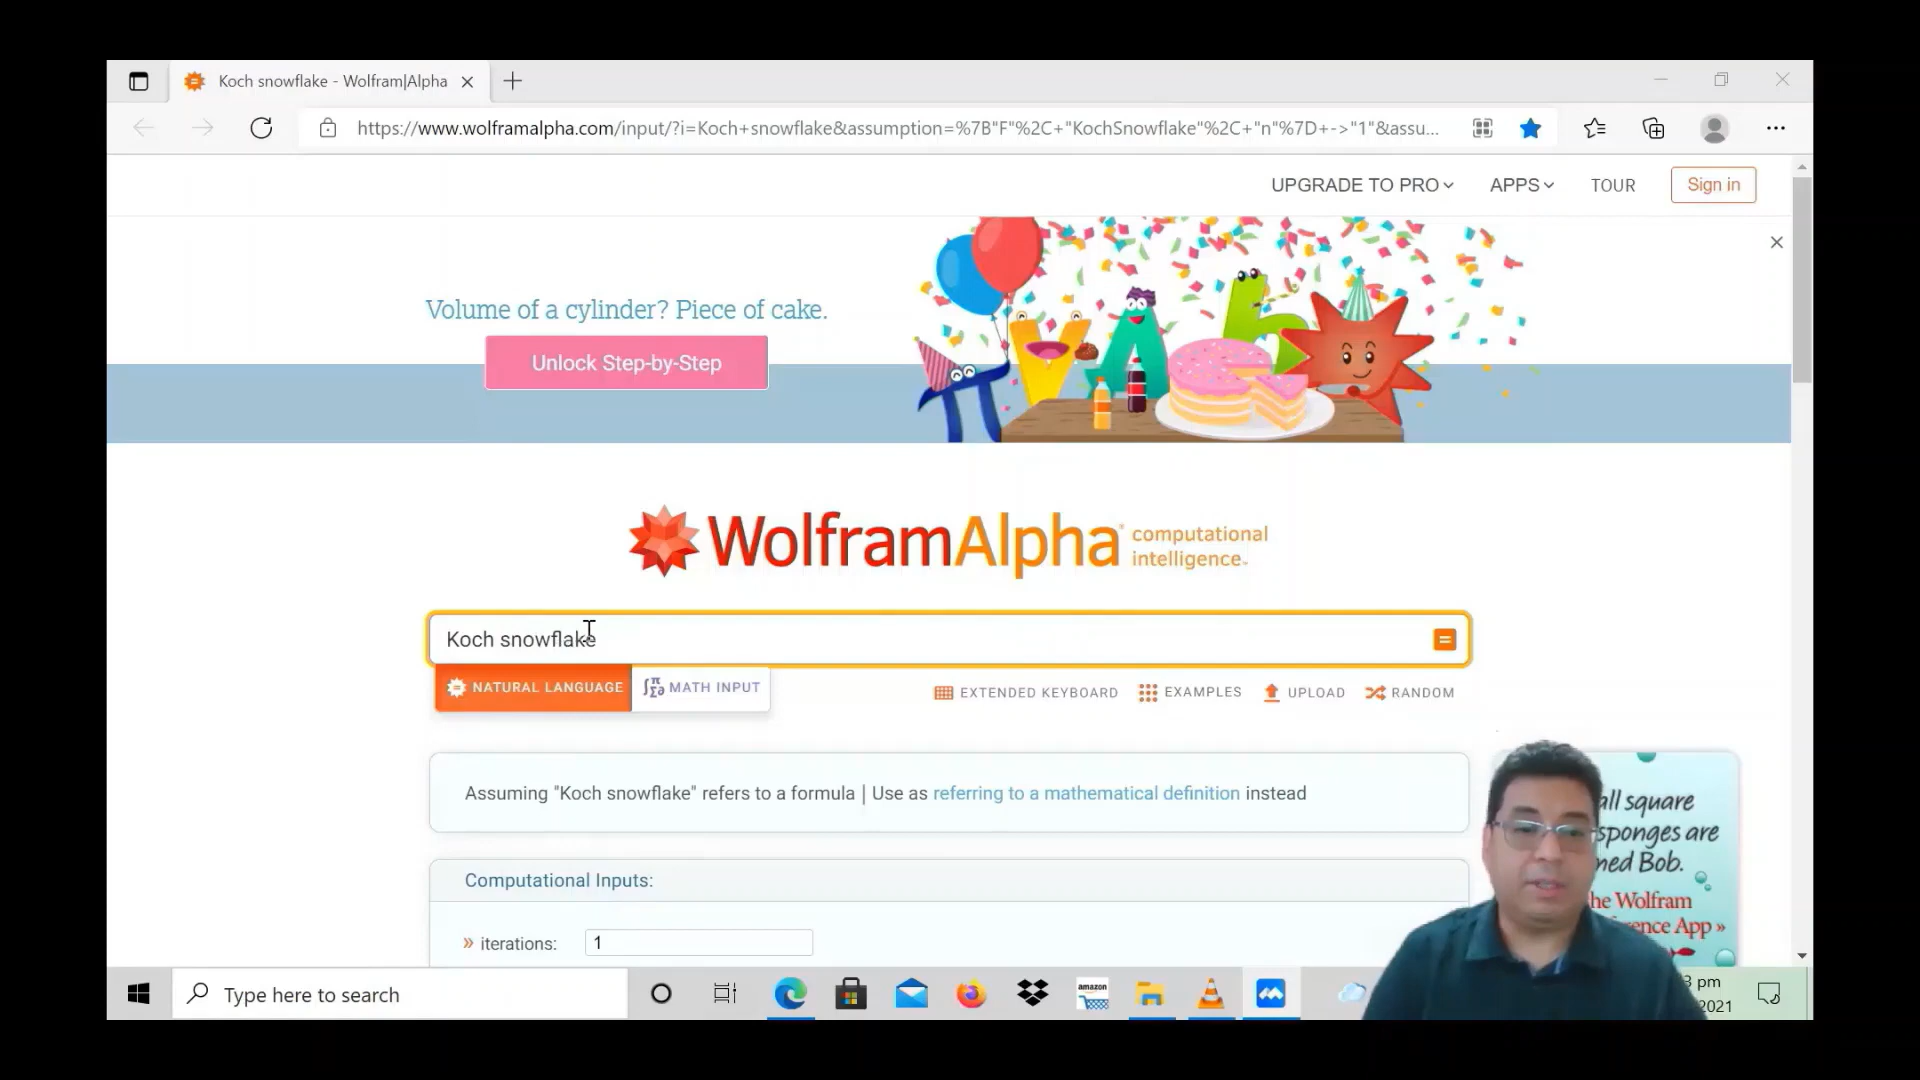 Koch snowflake - Wolfram|Alpha
https://www.wolframalpha.com/input/?i=Koch+snowflake&assumption=%7B"F"%2C+"KochSnowflake"%2C+"n"%7D+->"1"&assu...
UPGRADE TO PRO APPS TOUR Sign in
Volume of a cylinder? Piece of cake.
Unlock Step-by-Step
WolframAlpha computational intelligence™
Koch snowflake
NATURAL LANGUAGE MATH INPUT EXTENDED KEYBOARD EXAMPLES UPLOAD RANDOM
Assuming "Koch snowflake" refers to a formula | Use as referring to a mathematical definition instead
all square
sponges are
Bob.
Wolfram
App »
Computational Inputs:
» iterations: 1
Type here to search
amazon
pm
2021